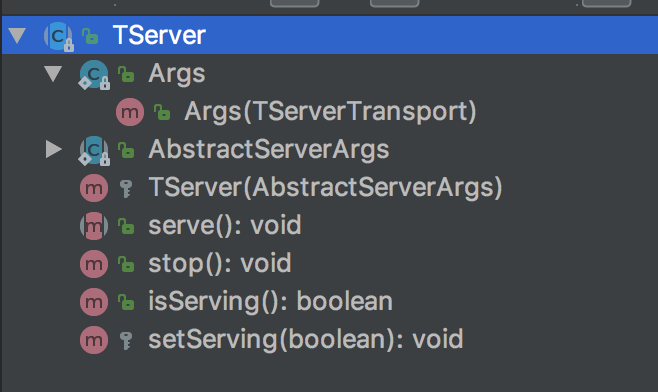 TServer
Args
Args(TServerTransport)
AbstractServerArgs
TServer(AbstractServerArgs)
serve(): void
stop(): void
isServing(): boolean
setServing(boolean): void